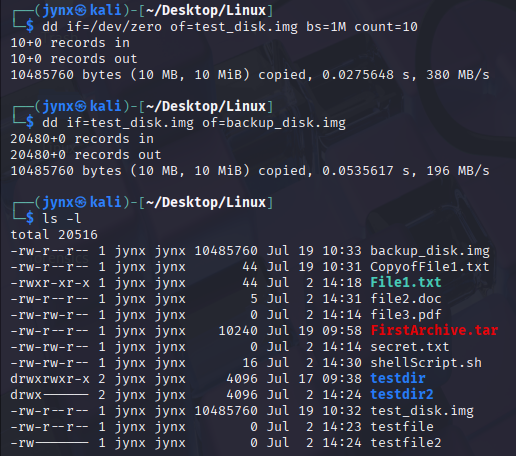 ┌──(jynx㉿kali)-[~/Desktop/Linux]
└─$ dd if=/dev/zero of=test_disk.img bs=1M count=10
10+0 records in
10+0 records out
10485760 bytes (10 MB, 10 MiB) copied, 0.0275648 s, 380 MB/s
┌──(jynx㉿kali)-[~/Desktop/Linux]
└─$ dd if=test_disk.img of=backup_disk.img
20480+0 records in
20480+0 records out
10485760 bytes (10 MB, 10 MiB) copied, 0.0535617 s, 196 MB/s
┌──(jynx㉿kali)-[~/Desktop/Linux]
└─$ ls -l
total 20516
-rw-r--r-- 1 jynx jynx 10485760 Jul 19 10:33 backup_disk.img
-rw-r--r-- 1 jynx jynx       44 Jul 19 10:31 CopyofFile1.txt
-rwxr-xr-x 1 jynx jynx       44 Jul  2 14:18 File1.txt
-rw-r--r-- 1 jynx jynx        5 Jul  2 14:31 file2.doc
-rw-rw-r-- 1 jynx jynx        0 Jul  2 14:14 file3.pdf
-rw-r--r-- 1 jynx jynx    10240 Jul 19 09:58 FirstArchive.tar
-rw-rw-r-- 1 jynx jynx        0 Jul  2 14:14 secret.txt
-rw-rw-r-- 1 jynx jynx       16 Jul  2 14:30 shellScript.sh
drwxrwxr-x 2 jynx jynx     4096 Jul 17 09:38 testdir
drwx------ 2 jynx jynx     4096 Jul  2 14:24 testdir2
-rw-r--r-- 1 jynx jynx 10485760 Jul 19 10:32 test_disk.img
-rw-r--r-- 1 jynx jynx        0 Jul  2 14:23 testfile
-rw------- 1 jynx jynx        0 Jul  2 14:24 testfile2